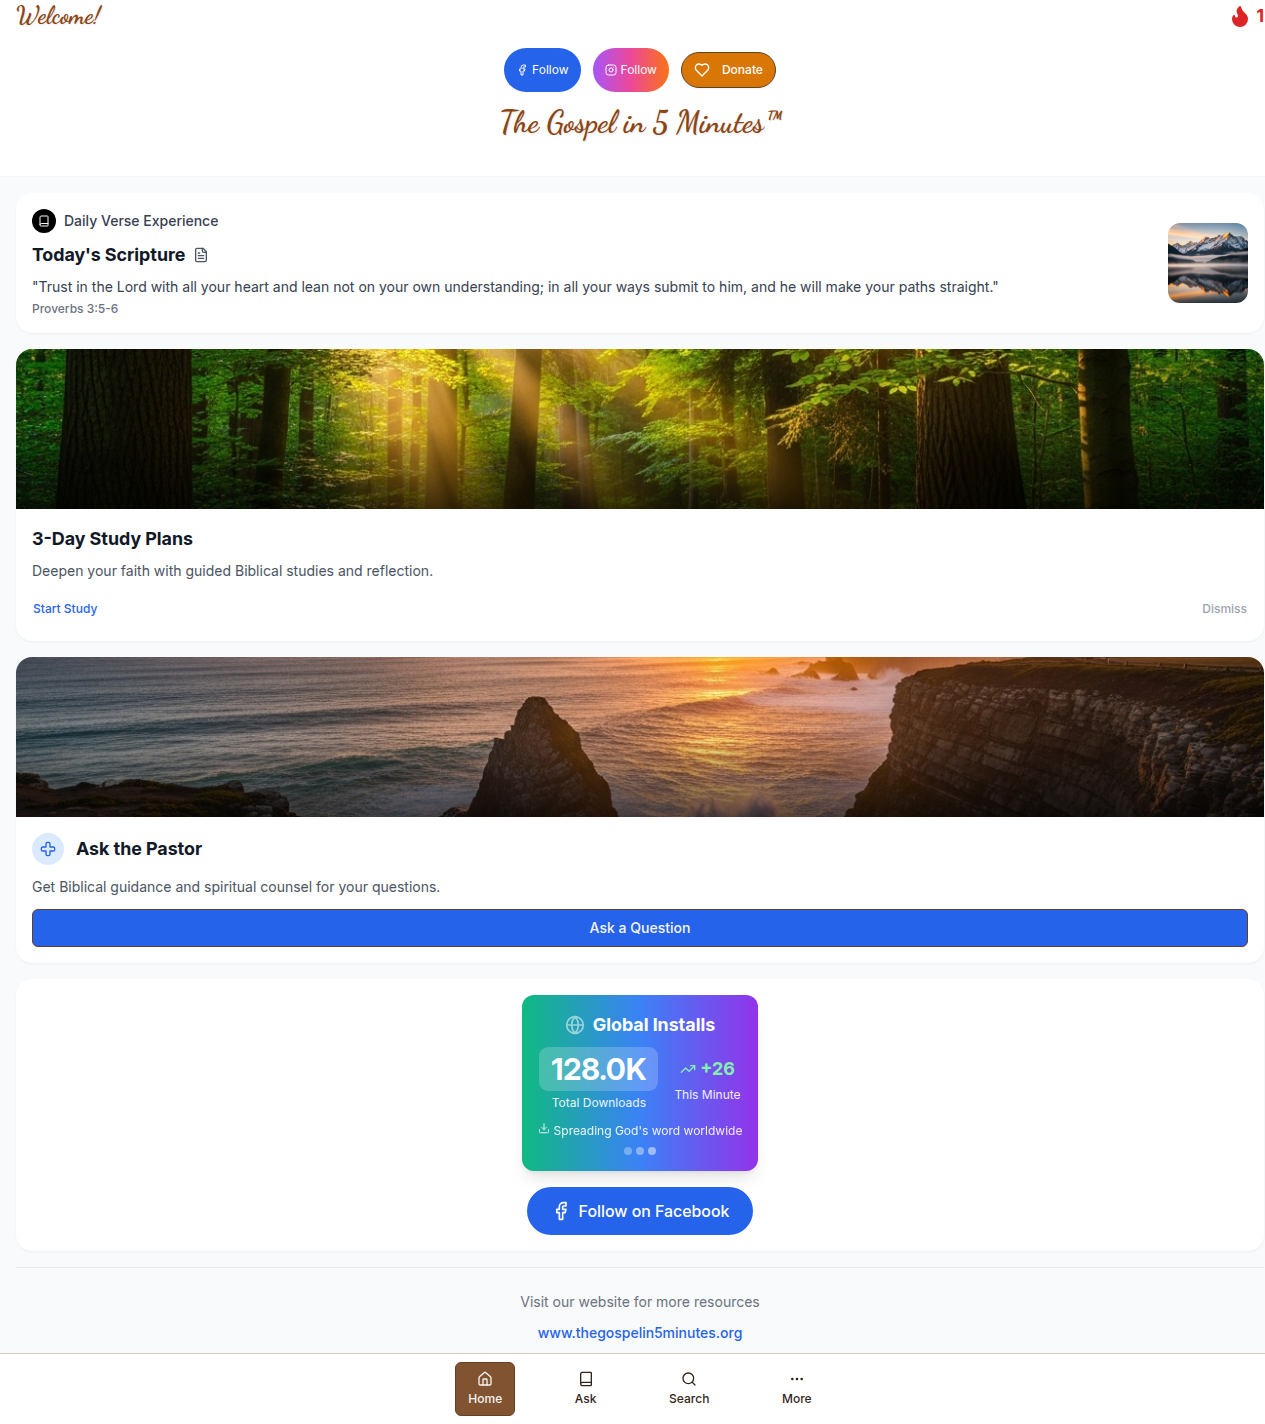 Welcome!
1
Follow
Follow
Donate
The Gospel in 5 Minutes™
Daily Verse Experience
Today's Scripture
"Trust in the Lord with all your heart and lean not on your own understanding; in all your ways submit to him, and he will make your paths straight."
Proverbs 3:5-6
3-Day Study Plans
Deepen your faith with guided Biblical studies and reflection.
Start Study
Dismiss
Ask the Pastor
Get Biblical guidance and spiritual counsel for your questions.
Ask a Question
Global Installs
128.0K
+26
Total Downloads
This Minute
Spreading God's word worldwide
Follow on Facebook
Visit our website for more resources
www.thegospelin5minutes.org
Home
Ask
Search
More